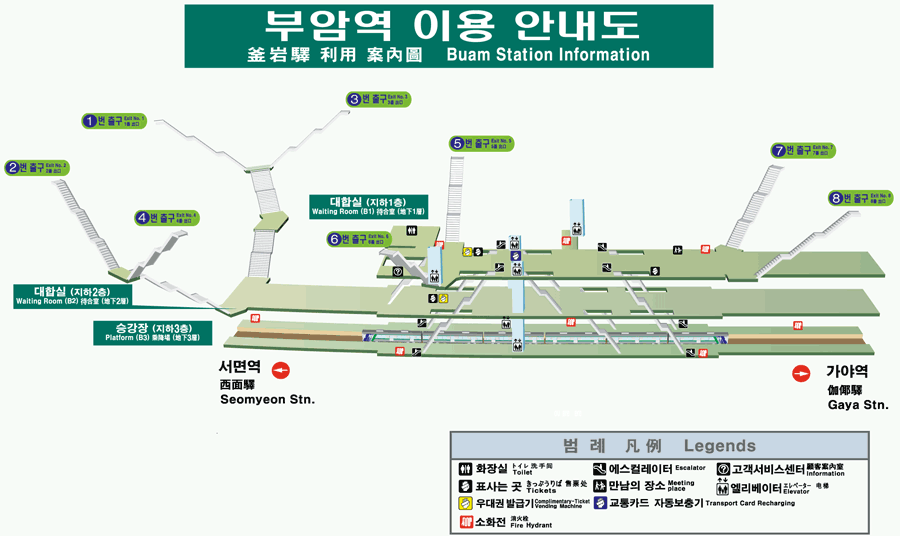 부암역 이용 안내도
釜岩驛 利用 案內圖 Buam Station Information
3 번 출구 Exit No. 3 3號 出口
1 번 출구 Exit No. 1 1號 出口
5 번 출구 Exit No. 5 5號 出口
7 번 출구 Exit No. 7 7號 出口
2 번 출구 Exit No. 2 2號 出口
8 번 출구 Exit No. 8 8號 出口
대합실 (지하1층)
Waiting Room (B1) 待合室 (地下1層)
4 번 출구 Exit No. 4 4號 出口
6 번 출구 Exit No. 6 6號 出口
대합실 (지하2층)
Waiting Room (B2) 待合室 (地下2層)
승강장 (지하3층)
Platform (B3) 乘降場 (地下3層)
서면역
西面驛
Seomyeon Stn.
가야역
伽倻驛
Gaya Stn.
범 례 凡 例 Legends
화장실 トイレ 洗手间 Toilet
에스컬레이터 Escalator
고객서비스센터 顧客案內室 Information
표사는 곳 きっぷうりば 售票处 Tickets
만남의 장소 Meeting place
엘리베이터 エレベーター 电梯 Elevator
우대권 발급기 Complimentary-Ticket Vending Machine
교통카드 자동보충기 Transport Card Recharging
소화전 消火栓 Fire Hydrant